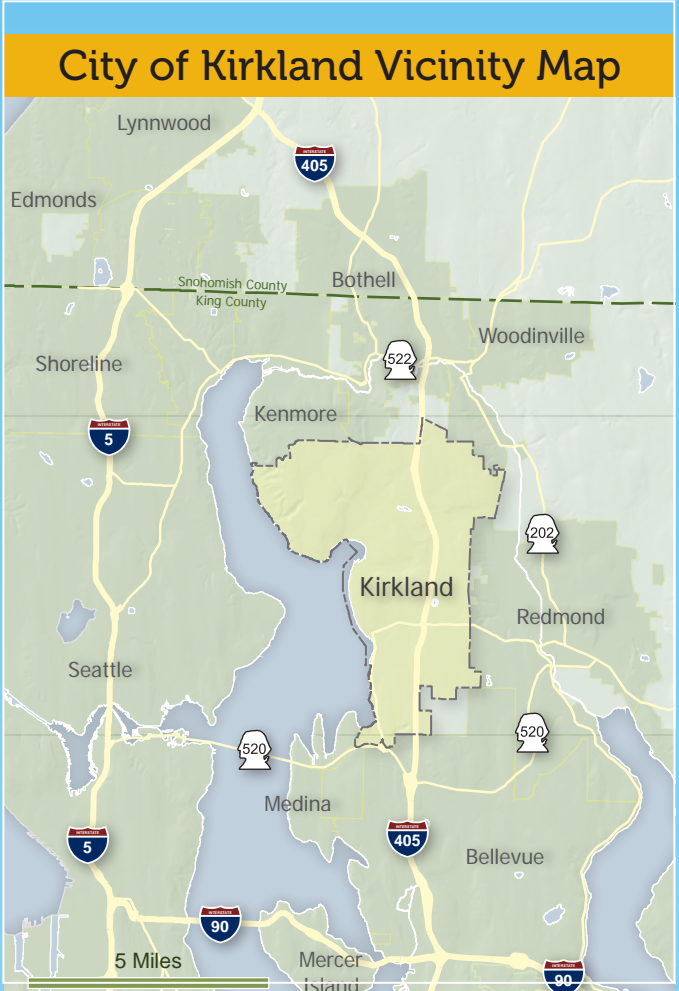 City of Kirkland Vicinity Map
Lynnwood
INTERSTATE
405
Edmonds
Bothell
Snohomish County
King County
Woodinville
522
Shoreline
Kenmore
INTERSTATE
5
202
Kirkland
Redmond
Seattle
520
520
Medina
INTERSTATE
5
INTERSTATE
405
Bellevue
INTERSTATE
90
5 Miles
Mercer
Island
INTERSTATE
90